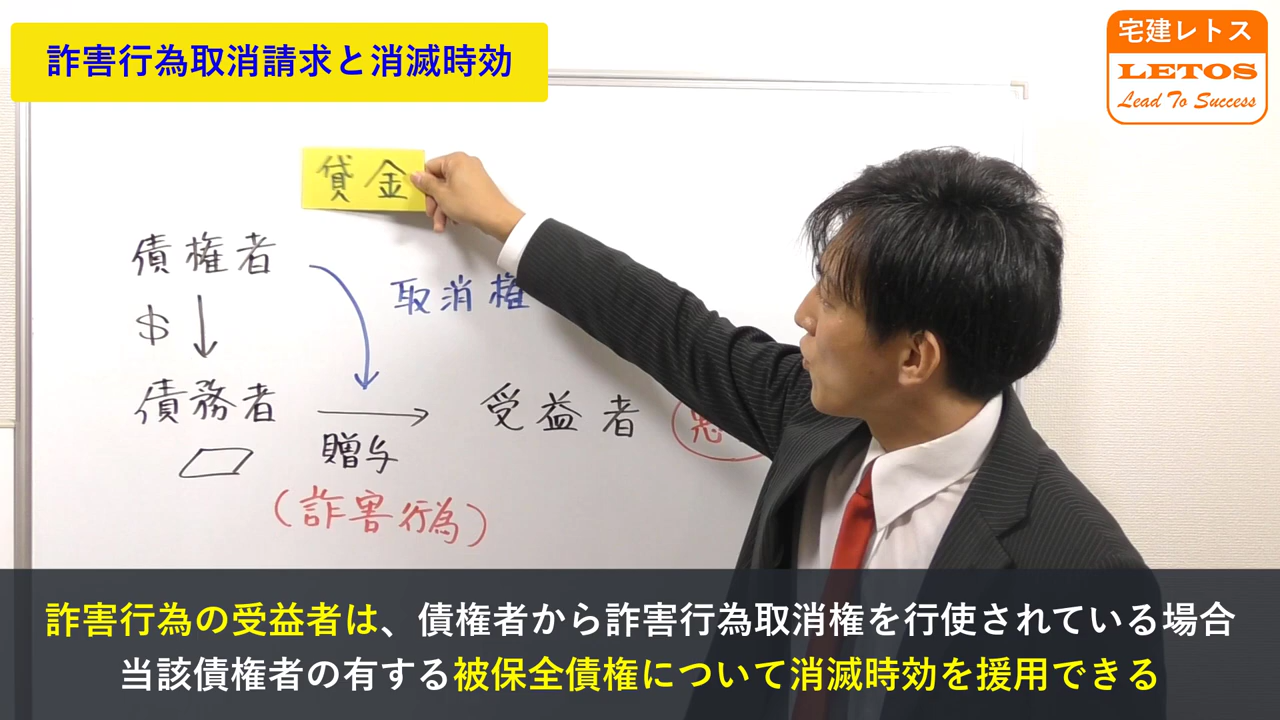 詐害行為取消請求と消滅時効
宅建レトス
LETOS
Lead To Success
貸金
債権者
取消権
$
債務者
受益者
贈与
(詐害行為)
詐害行為の受益者は、債権者から詐害行為取消権を行使されている場合
当該債権者の有する被保全債権について消滅時効を援用できる